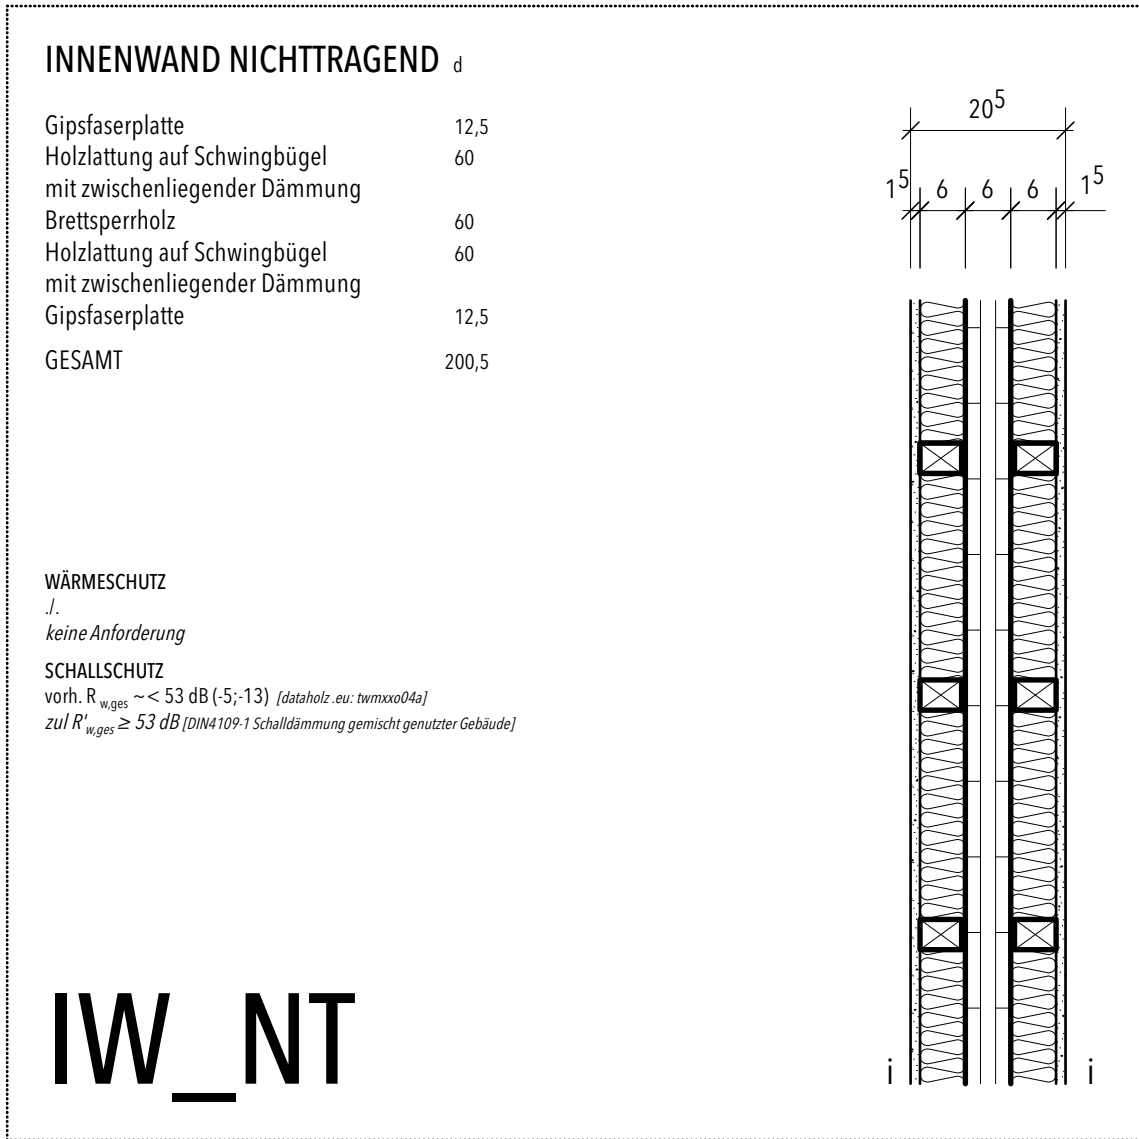 INNENWAND NICHTTRAGEND d
Gipsfaserplatte 12,5
Holzlattung auf Schwingbügel 60
mit zwischenliegender Dämmung
Brettsperrholz 60
Holzlattung auf Schwingbügel 60
mit zwischenliegender Dämmung
Gipsfaserplatte 12,5
GESAMT 200,5
WÄRMESCHUTZ
./.
keine Anforderung
SCHALLSCHUTZ
vorh. R w,ges ~< 53 dB (-5;-13) [dataholz.eu: twmxxo04a]
zul R'w,ges ≥ 53 dB [DIN4109-1 Schalldämmung gemischt genutzter Gebäude]
IW_NT
20⁵
1⁵ 6 6 6 1⁵
i i